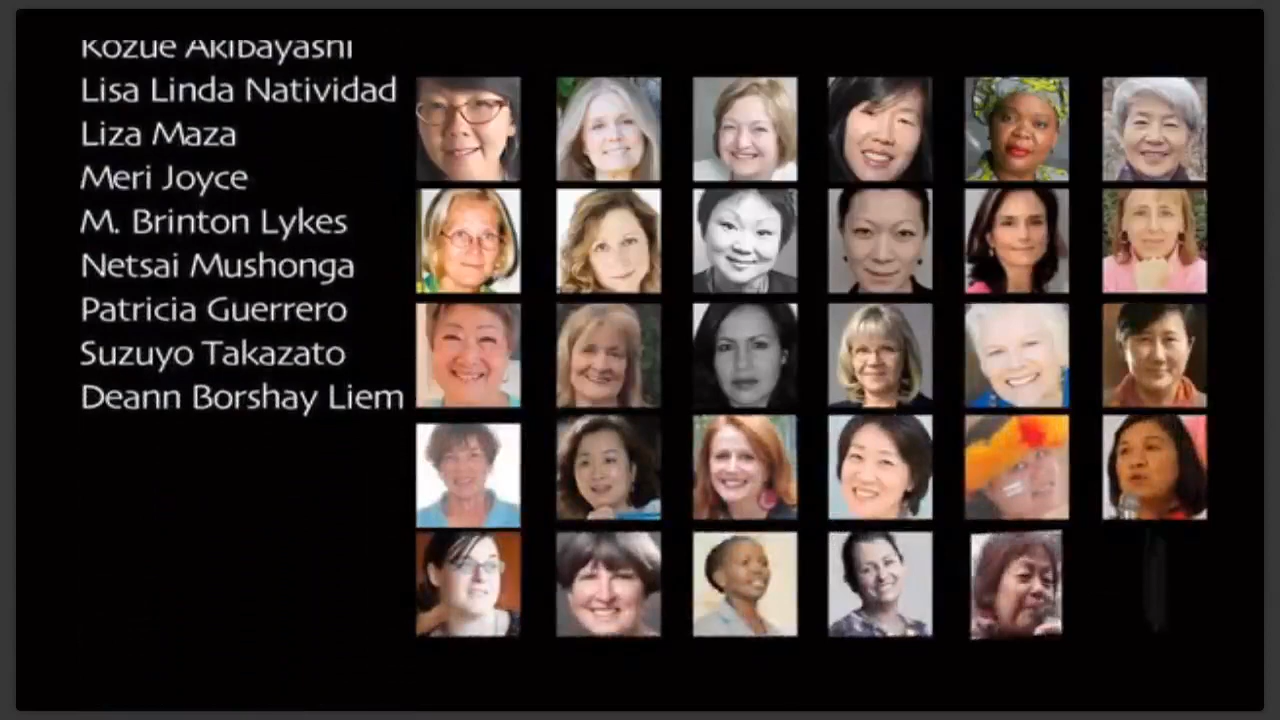 Kozue Akibayashi
Lisa Linda Natividad
Liza Maza
Meri Joyce
M. Brinton Lykes
Netsai Mushonga
Patricia Guerrero
Suzuyo Takazato
Deann Borshay Liem